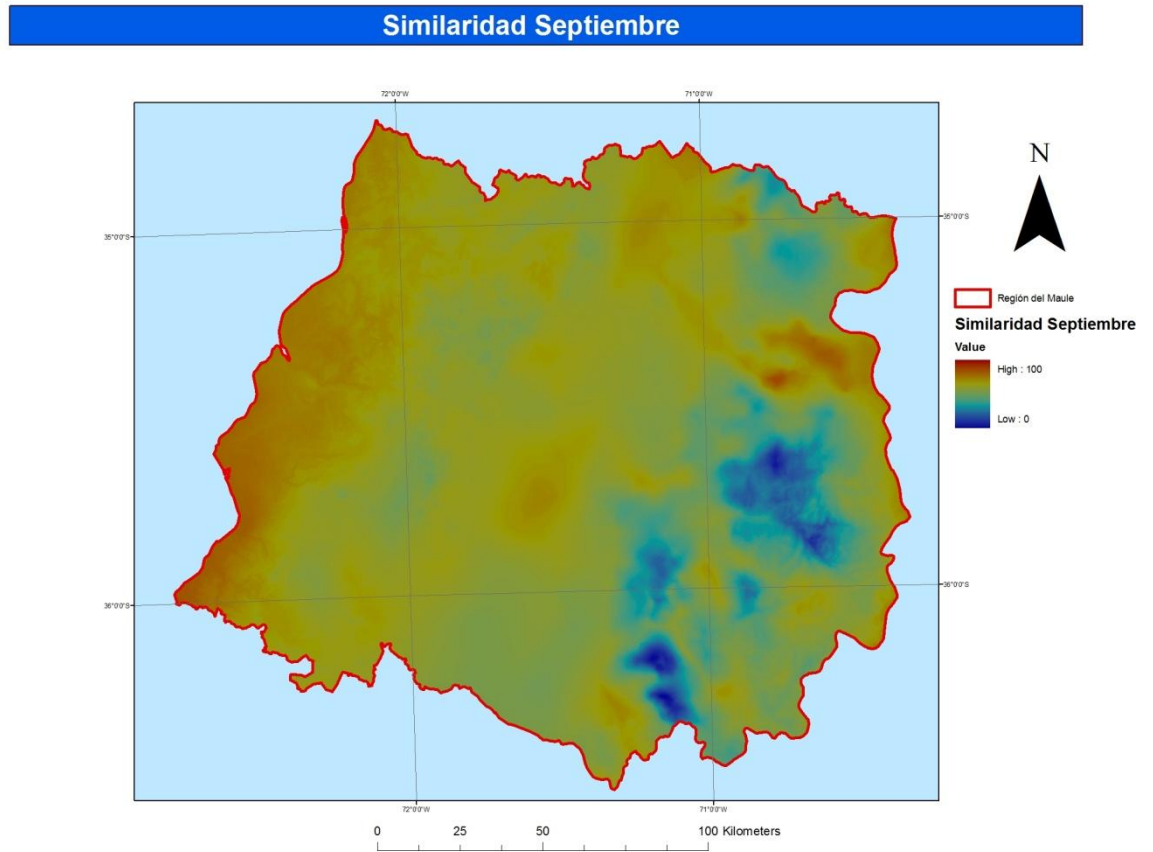 Similaridad Septiembre
72°0'0"W
71°0'0"W
N
35°0'0"S
35°0'0"S
Región del Maule
Similaridad Septiembre
Value
High : 100
Low : 0
36°0'0"S
36°0'0"S
72°0'0"W
71°0'0"W
0 25 50 100 Kilometers